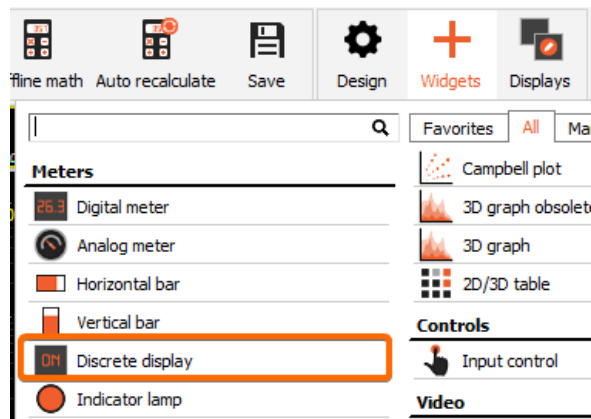 ffline math Auto recalculate Save Design Widgets Displays
Favorites All Ma
Meters
26.3 Digital meter
Analog meter
Horizontal bar
Vertical bar
ON Discrete display
Indicator lamp
Campbell plot
3D graph obsolete
3D graph
2D/3D table
Controls
Input control
Video